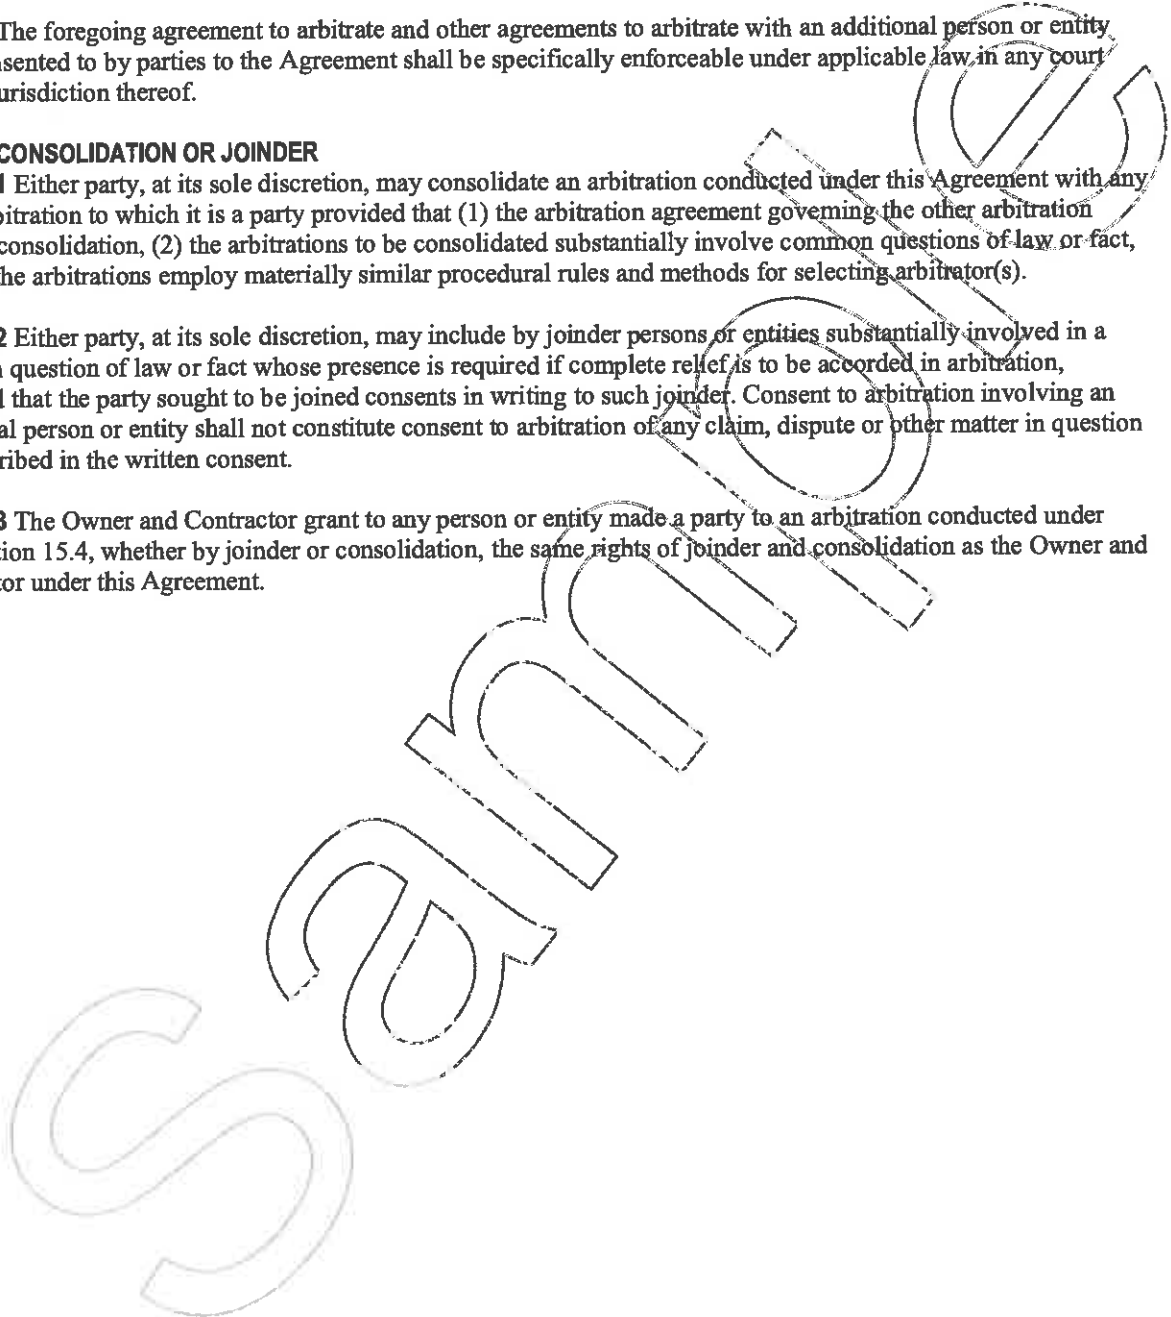 The foregoing agreement to arbitrate and other agreements to arbitrate with an additional person or entity
sented to by parties to the Agreement shall be specifically enforceable under applicable law in any court
urisdiction thereof.
CONSOLIDATION OR JOINDER
1 Either party, at its sole discretion, may consolidate an arbitration conducted under this Agreement with any
itration to which it is a party provided that (1) the arbitration agreement governing the other arbitration
consolidation, (2) the arbitrations to be consolidated substantially involve common questions of law or fact,
he arbitrations employ materially similar procedural rules and methods for selecting arbitrator(s).
2 Either party, at its sole discretion, may include by joinder persons or entities substantially involved in a
question of law or fact whose presence is required if complete relief is to be accorded in arbitration,
that the party sought to be joined consents in writing to such joinder. Consent to arbitration involving an
al person or entity shall not constitute consent to arbitration of any claim, dispute or other matter in question
ribed in the written consent.
3 The Owner and Contractor grant to any person or entity made a party to an arbitration conducted under
ion 15.4, whether by joinder or consolidation, the same rights of joinder and consolidation as the Owner and
tor under this Agreement.
Sample